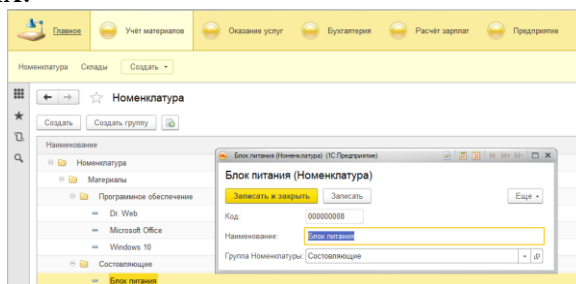 Главное Учёт материалов Оказание услуг Бухгалтерия Расчёт зарплат Предприятие
Номенклатура Склады Создать
Номенклатура
Создать Создать группу
Наименование
Номенклатура
Материалы
Программное обеспечение
Dr. Web
Microsoft Office
Windows 10
Состовляющие
Блок питания
Блок питания (Номенклатура) (1С:Предприятие) M M+ M-
Блок питания (Номенклатура)
Записать и закрыть Записать Еще
Код: 000000008
Наименование: Блок питания
Группа Номенклатуры: Состовляющие